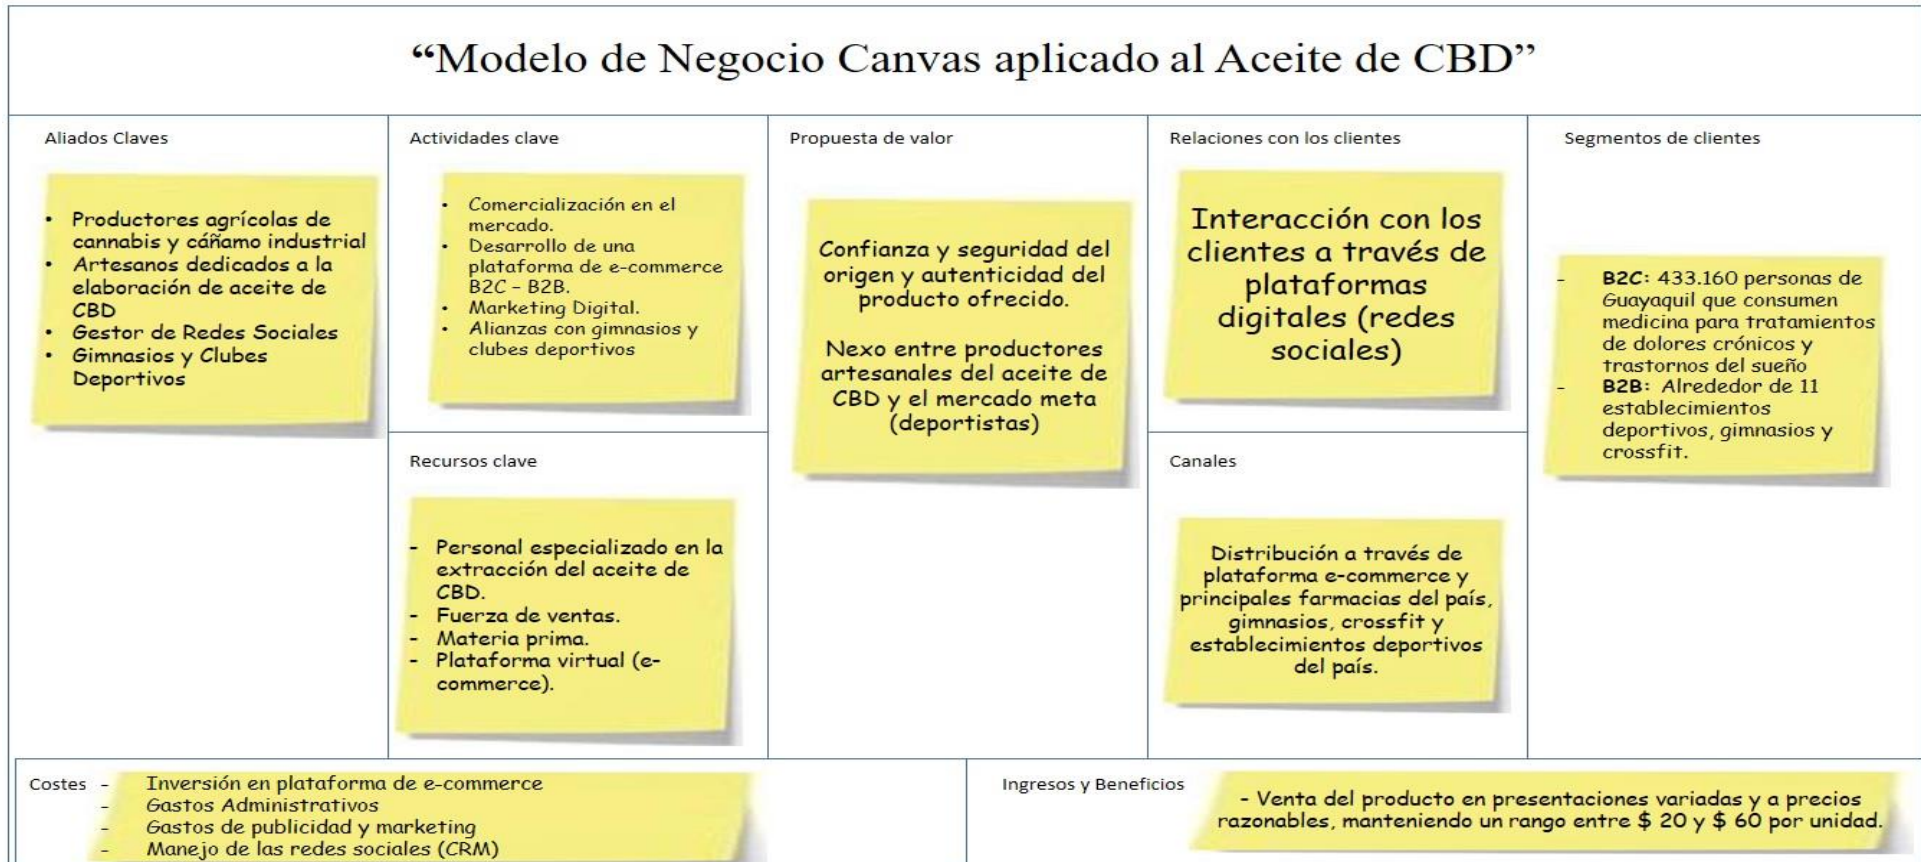 “Modelo de Negocio Canvas aplicado al Aceite de CBD”
Aliados Claves
• Productores agrícolas de
cannabis y cáñamo industrial
• Artesanos dedicados a la
elaboración de aceite de
CBD
• Gestor de Redes Sociales
• Gimnasios y Clubes
Deportivos
Actividades clave
• Comercialización en el
mercado.
• Desarrollo de una
plataforma de e-commerce
B2C – B2B.
• Marketing Digital.
• Alianzas con gimnasios y
clubes deportivos
Recursos clave
- Personal especializado en la
extracción del aceite de
CBD.
- Fuerza de ventas.
- Materia prima.
- Plataforma virtual (e-
commerce).
Propuesta de valor
Confianza y seguridad del
origen y autenticidad del
producto ofrecido.
Nexo entre productores
artesanales del aceite de
CBD y el mercado meta
(deportistas)
Relaciones con los clientes
Interacción con los
clientes a través de
plataformas
digitales (redes
sociales)
Canales
Distribución a través de
plataforma e-commerce y
principales farmacias del país,
gimnasios, crossfit y
establecimientos deportivos
del país.
Segmentos de clientes
- B2C: 433.160 personas de
Guayaquil que consumen
medicina para tratamientos
de dolores crónicos y
trastornos del sueño
- B2B: Alrededor de 11
establecimientos
deportivos, gimnasios y
crossfit.
Costes - Inversión en plataforma de e-commerce
- Gastos Administrativos
- Gastos de publicidad y marketing
- Manejo de las redes sociales (CRM)
Ingresos y Beneficios
- Venta del producto en presentaciones variadas y a precios
razonables, manteniendo un rango entre $ 20 y $ 60 por unidad.